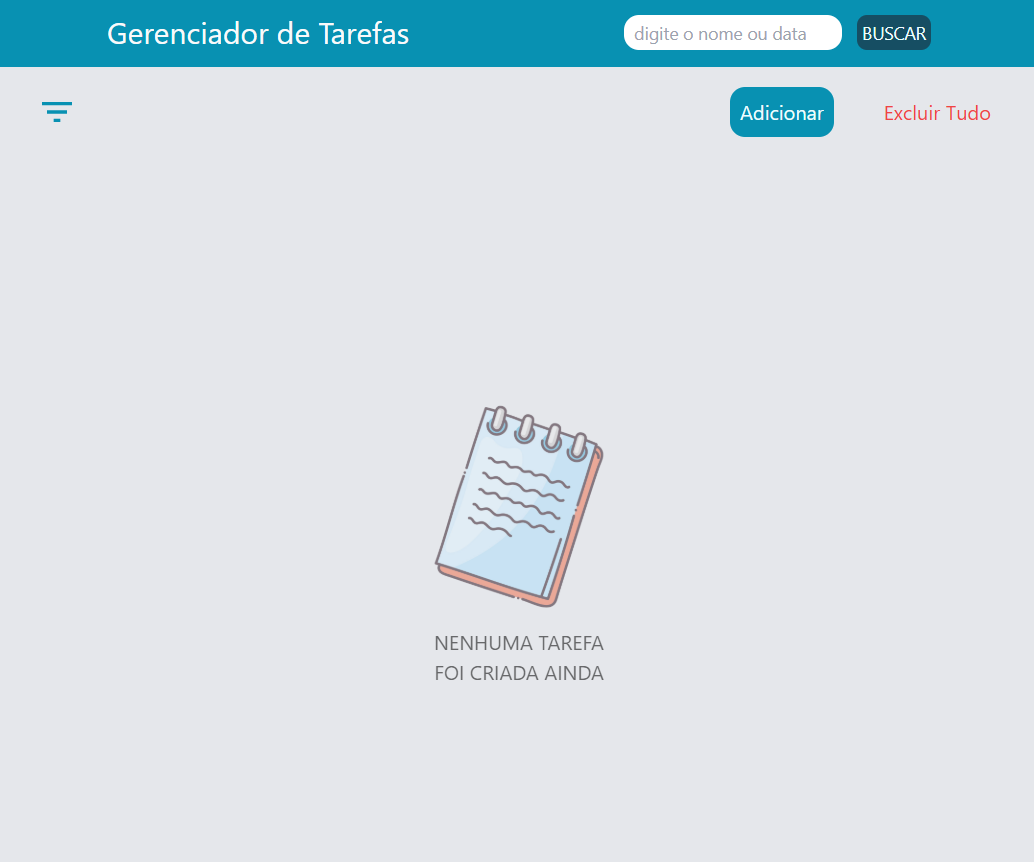 Gerenciador de Tarefas
digite o nome ou data
BUSCAR
Adicionar
Excluir Tudo
NENHUMA TAREFA
FOI CRIADA AINDA